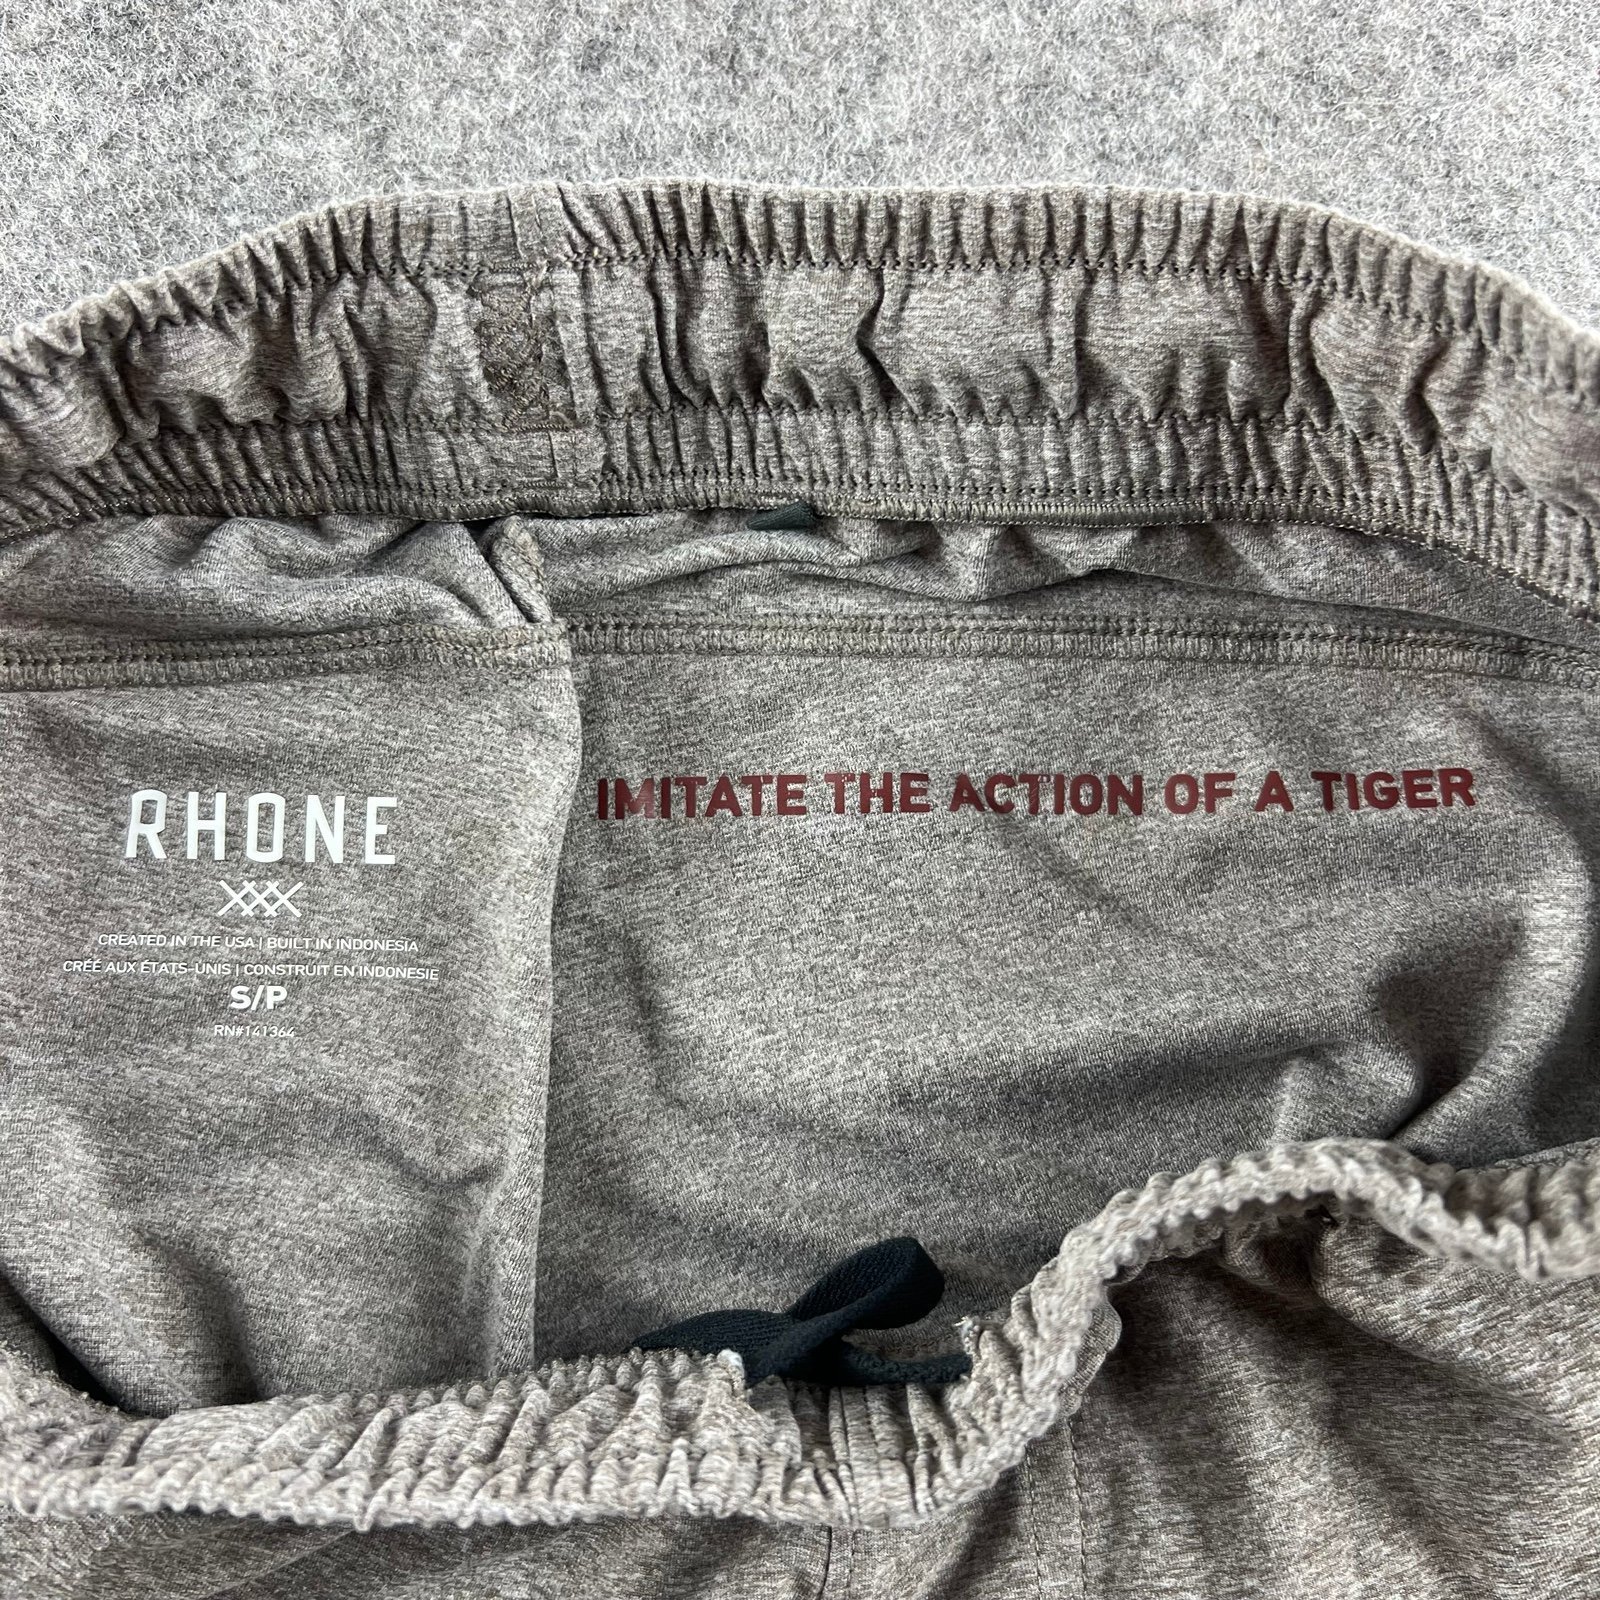 RHONE
CREATED IN THE USA | BUILT IN INDONESIA
CRÉÉ AUX ÉTATS-UNIS | CONSTRUIT EN INDONESIE
S/P
RN#141364
IMITATE THE ACTION OF A TIGER